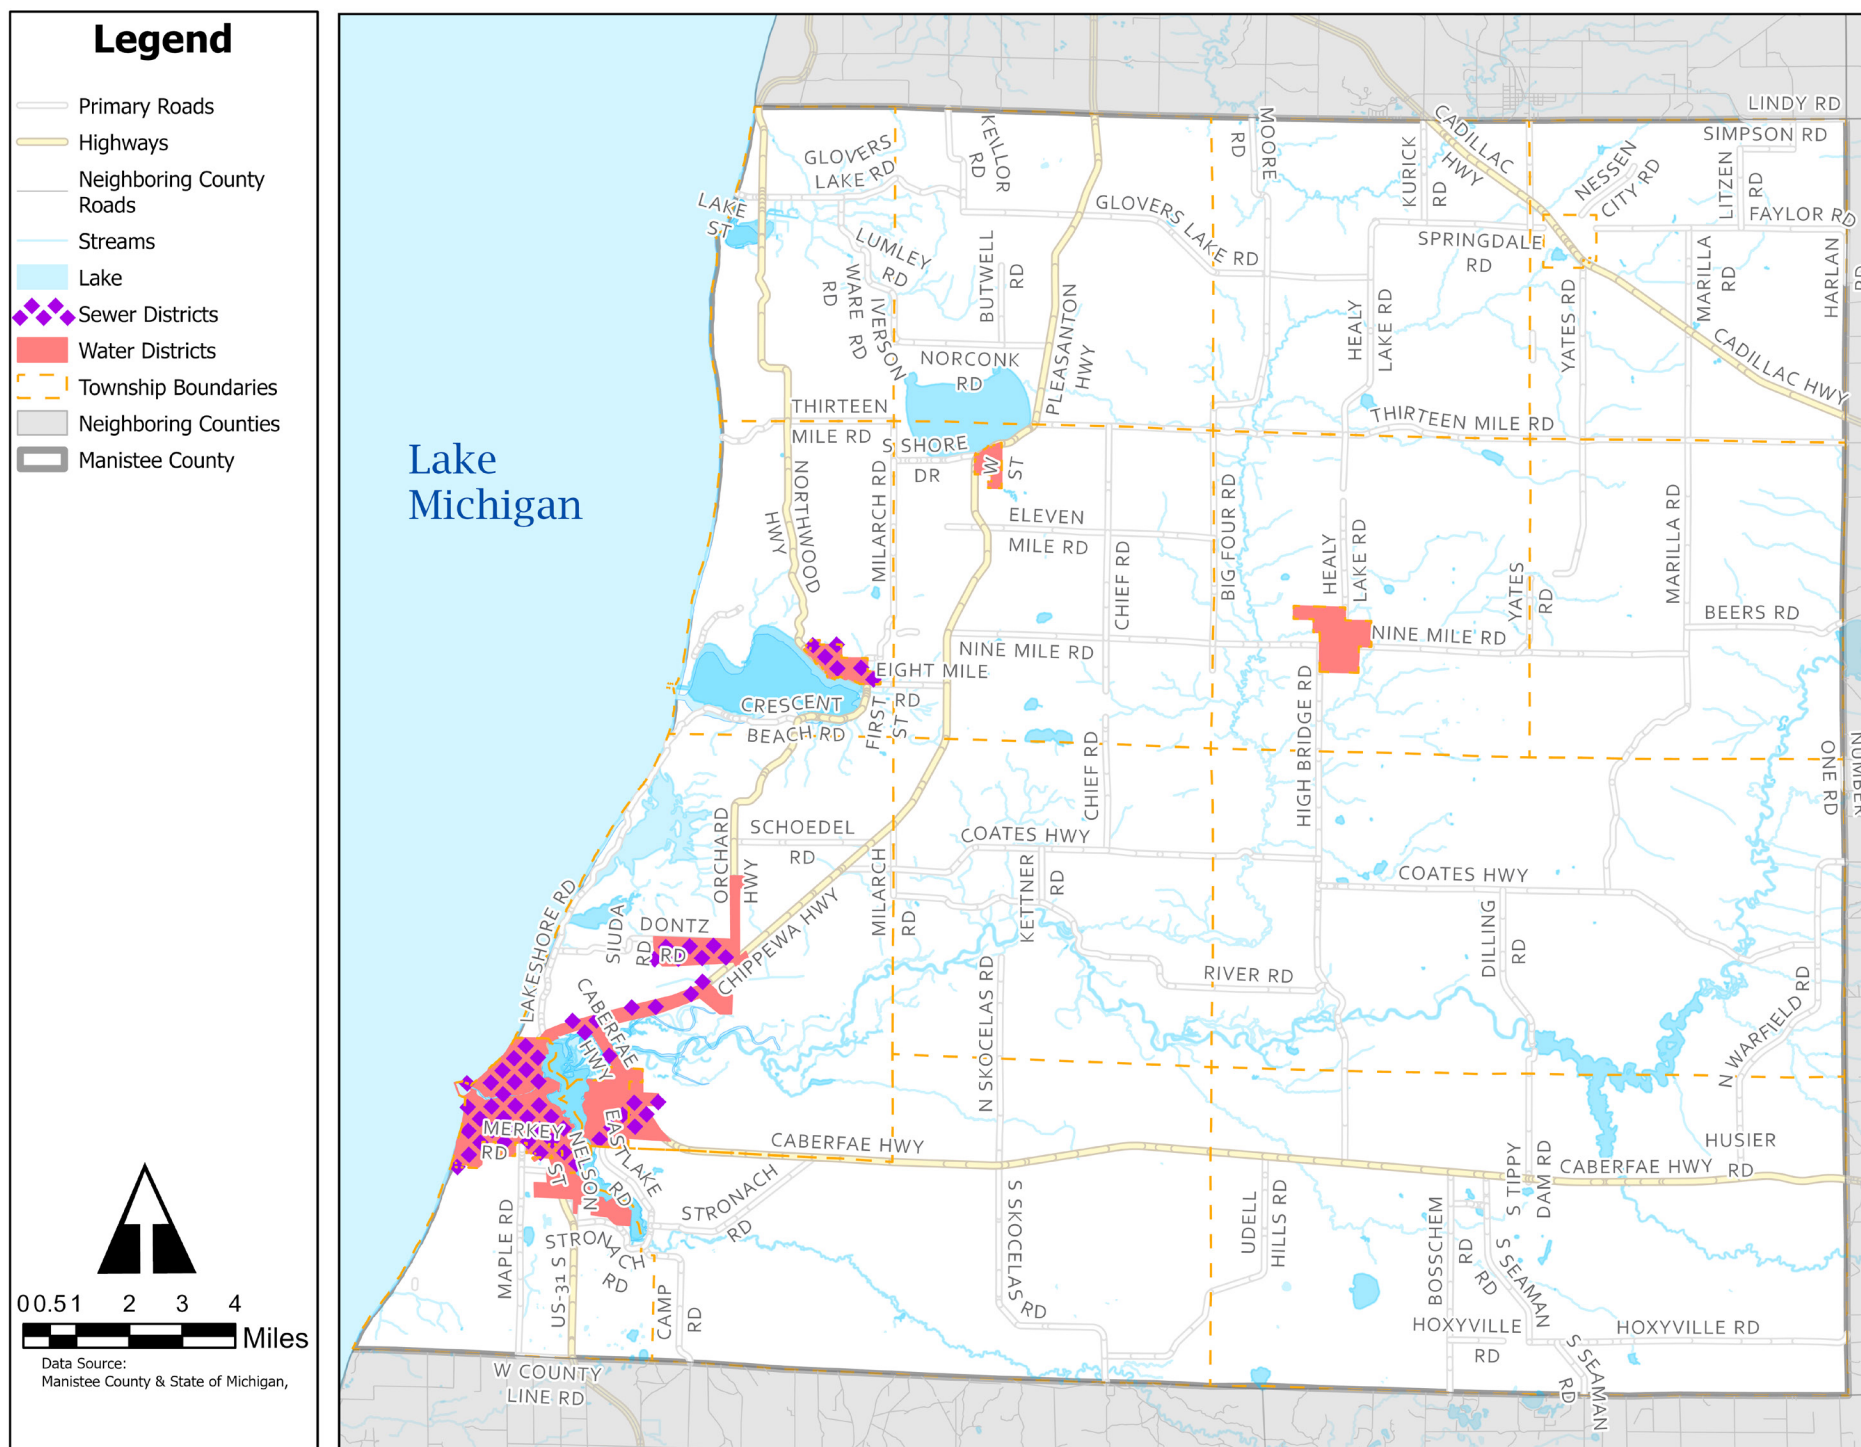 Legend
Primary Roads
Highways
Neighboring County
Roads
Streams
Lake
Sewer Districts
Water Districts
Township Boundaries
Neighboring Counties
Manistee County
0 0.5 1 2 3 4
Miles
Data Source:
Manistee County & State of Michigan,
Lake
Michigan
LINDY RD
SIMPSON RD
GLOVERS
LAKE RD
KEILLOR
RD
MOORE
RD
KURICK
RD
CADILLAC
HWY
NESSEN
CITY RD
LITZEN
RD
FAYLOR RD
LAKE
ST
LUMLEY
RD
WARE RD
RD
IVERSON
BUTWELL
RD
GLOVERS LAKE RD
SPRINGDALE
RD
HEALY
LAKE RD
YATES RD
MARILLA
RD
HARLAN
CADILLAC HWY
PLEASANTON
HWY
NORCONK
RD
THIRTEEN
MILE RD
S SHORE
DR
W
ST
THIRTEEN MILE RD
NORTHWOOD
HWY
MILARCH RD
ELEVEN
MILE RD
CHIEF RD
BIG FOUR RD
HEALY
LAKE RD
YATES
RD
MARILLA RD
BEERS RD
NINE MILE RD
NINE MILE RD
EIGHT MILE
RD
CRESCENT
BEACH RD
FIRST
ST
CHIEF RD
HIGH BRIDGE RD
NUMBER
ONE RD
ORCHARD
HWY
SCHOEDEL
RD
COATES HWY
COATES HWY
KETTNER
RD
MILARCH
RD
CHIPPEWA HWY
LAKESHORE RD
SIUDA
RD
DONTZ
RD
DILLING
RD
RIVER RD
N WARFIELD RD
N SKOCELAS RD
CABERFAE
HWY
MERKEY
RD
NELSON
ST
EASTLAKE
RD
CABERFAE HWY
CABERFAE HWY
HUSIER
RD
STRONACH
RD
STRONACH
RD
MAPLE RD
US-31 S
CAMP
RD
S SKOCELAS
RD
UDELL
HILLS RD
BOSSCHEM
RD
S TIPPY
DAM RD
S SEAMAN
RD
HOXYVILLE
RD
HOXYVILLE RD
S SEAMAN
RD
W COUNTY
LINE RD